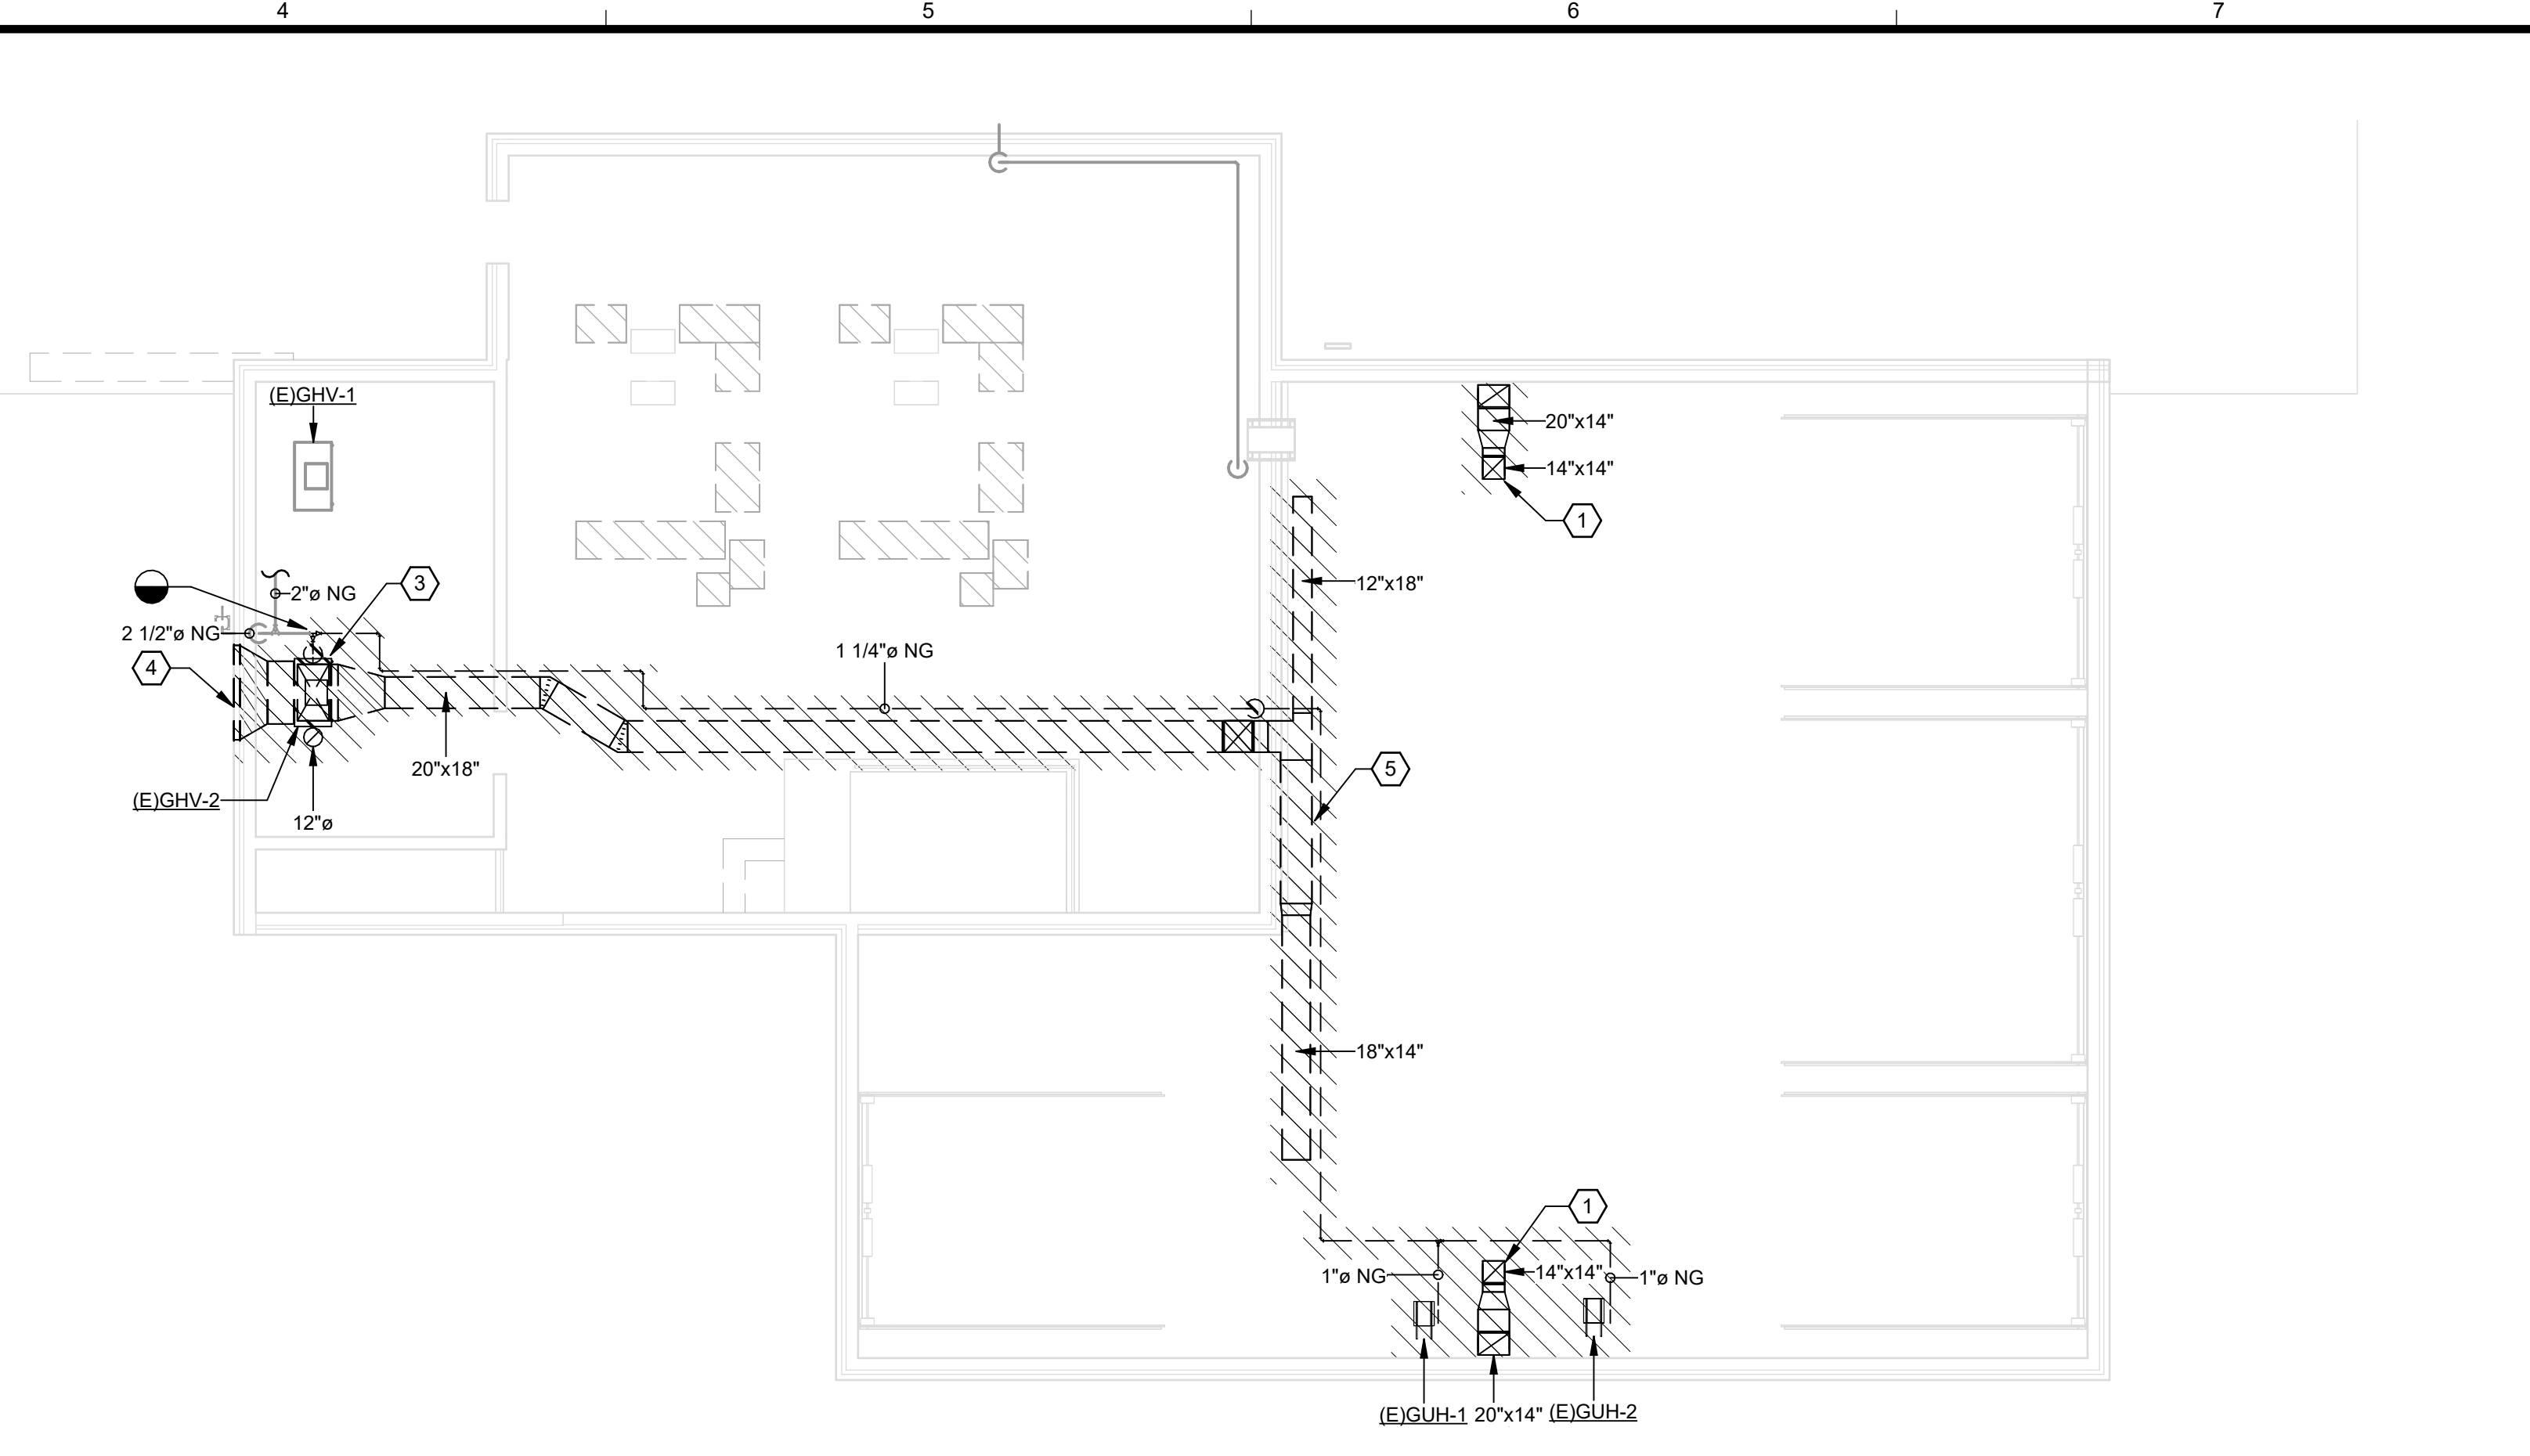 4
5
6
7
(E)GHV-1
20"x14"
14"x14"
1
3
12"x18"
2"ø NG
2 1/2"ø NG
4
1 1/4"ø NG
20"x18"
5
(E)GHV-2
12"ø
18"x14"
1
1"ø NG
14"x14"
1"ø NG
(E)GUH-1
20"x14"
(E)GUH-2